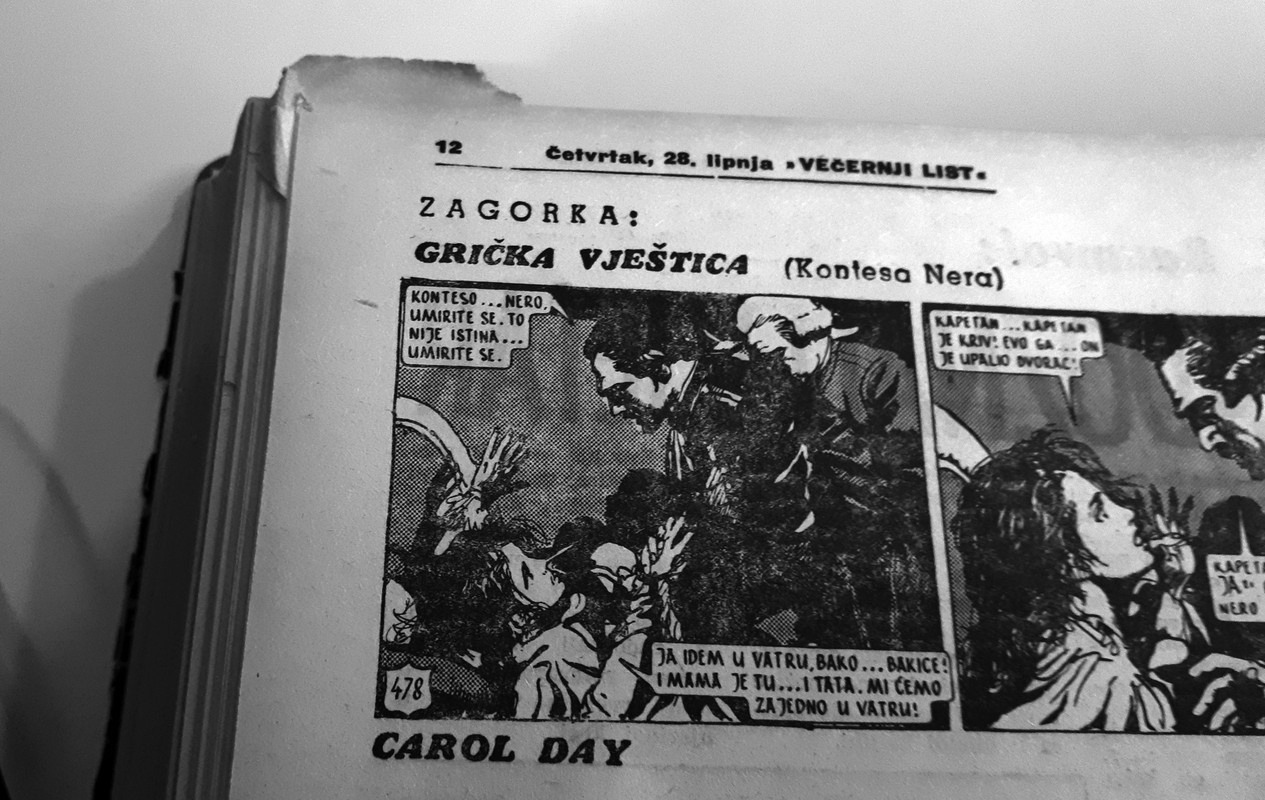 12
Četvrtak, 28. lipnja »VEČERNJI LIST«
ZAGORKA:
GRIČKA VJEŠTICA (Kontesa Nera)
KONTESO...NERO.
UMIRITE SE. TO
NIJE ISTINA...
UMIRITE SE.
JA IDEM U VATRU, BAKO...BAKICE!
I MAMA JE TU...I TATA. MI ĆEMO
ZAJEDNO U VATRU!
478
KAPETAN...KAPETAN
JE KRIV! EVO GA...ON
JE UPALIO DVORAC!
KAPETA
JA..
NERO
CAROL DAY